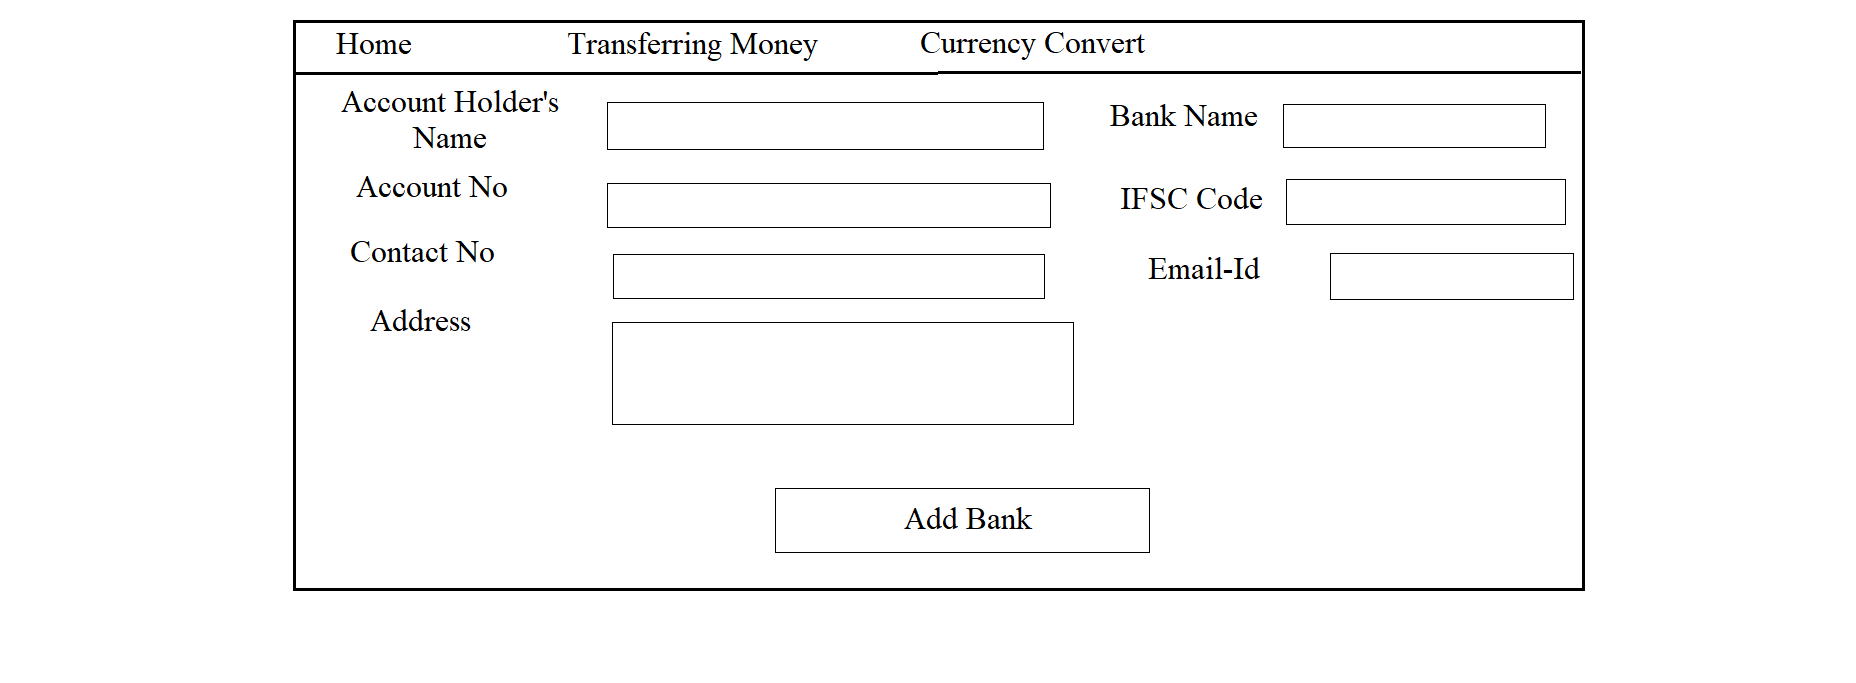 Home Transferring Money Currency Convert
Account Holder's
Name
Bank Name
Account No
IFSC Code
Contact No
Email-Id
Address
Add Bank